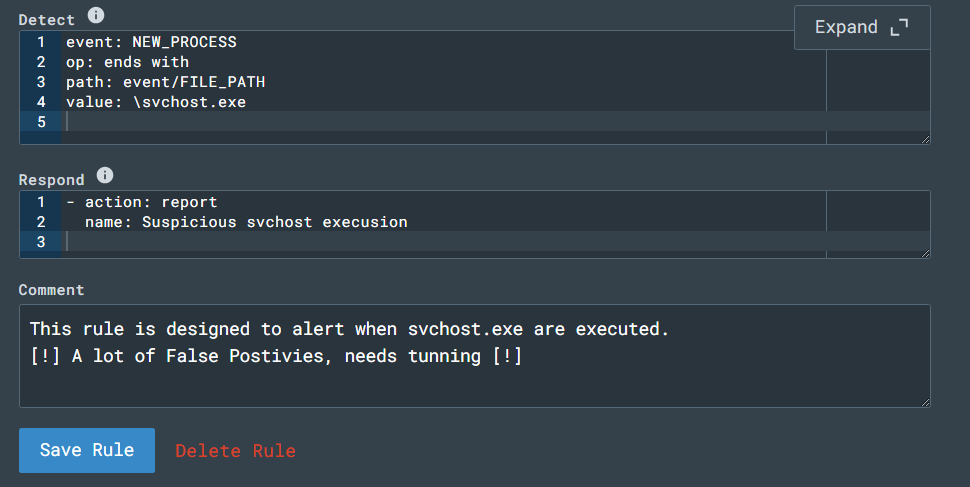 Detect
Expand
1 event: NEW_PROCESS
2 op: ends with
3 path: event/FILE_PATH
4 value: \svchost.exe
5
Respond
1 - action: report
2 name: Suspicious svchost execusion
3
Comment
This rule is designed to alert when svchost.exe are executed.
[!] A lot of False Postivies, needs tunning [!]
Save Rule
Delete Rule